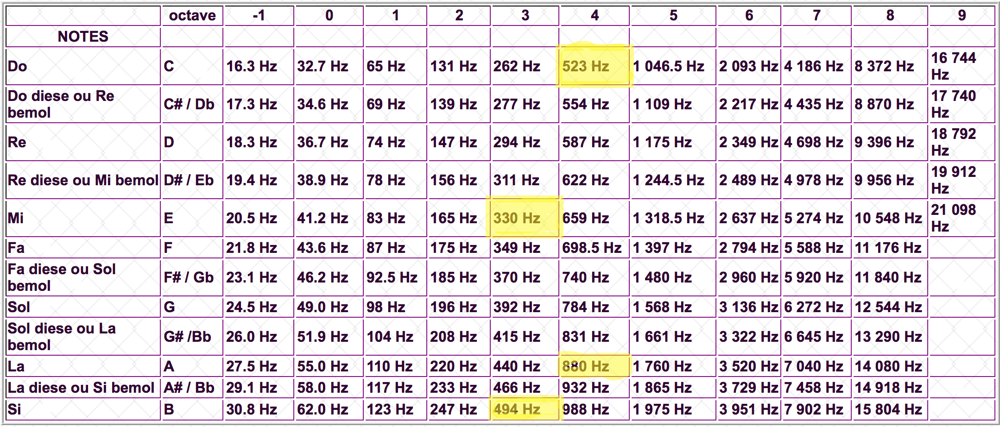 octave -1 0 1 2 3 4 5 6 7 8 9
NOTES
Do C 16.3 Hz 32.7 Hz 65 Hz 131 Hz 262 Hz 523 Hz 1 046.5 Hz 2 093 Hz 4 186 Hz 8 372 Hz 16 744
Hz
Do diese ou Re
bemol C# / Db 17.3 Hz 34.6 Hz 69 Hz 139 Hz 277 Hz 554 Hz 1 109 Hz 2 217 Hz 4 435 Hz 8 870 Hz 17 740
Hz
Re D 18.3 Hz 36.7 Hz 74 Hz 147 Hz 294 Hz 587 Hz 1 175 Hz 2 349 Hz 4 698 Hz 9 396 Hz 18 792
Hz
Re diese ou Mi bemol D# / Eb 19.4 Hz 38.9 Hz 78 Hz 156 Hz 311 Hz 622 Hz 1 244.5 Hz 2 489 Hz 4 978 Hz 9 956 Hz 19 912
Hz
Mi E 20.5 Hz 41.2 Hz 83 Hz 165 Hz 330 Hz 659 Hz 1 318.5 Hz 2 637 Hz 5 274 Hz 10 548 Hz 21 098
Hz
Fa F 21.8 Hz 43.6 Hz 87 Hz 175 Hz 349 Hz 698.5 Hz 1 397 Hz 2 794 Hz 5 588 Hz 11 176 Hz
Fa diese ou Sol
bemol F# / Gb 23.1 Hz 46.2 Hz 92.5 Hz 185 Hz 370 Hz 740 Hz 1 480 Hz 2 960 Hz 5 920 Hz 11 840 Hz
Sol G 24.5 Hz 49.0 Hz 98 Hz 196 Hz 392 Hz 784 Hz 1 568 Hz 3 136 Hz 6 272 Hz 12 544 Hz
Sol diese ou La
bemol G# /Bb 26.0 Hz 51.9 Hz 104 Hz 208 Hz 415 Hz 831 Hz 1 661 Hz 3 322 Hz 6 645 Hz 13 290 Hz
La A 27.5 Hz 55.0 Hz 110 Hz 220 Hz 440 Hz 880 Hz 1 760 Hz 3 520 Hz 7 040 Hz 14 080 Hz
La diese ou Si bemol A# / Bb 29.1 Hz 58.0 Hz 117 Hz 233 Hz 466 Hz 932 Hz 1 865 Hz 3 729 Hz 7 458 Hz 14 918 Hz
Si B 30.8 Hz 62.0 Hz 123 Hz 247 Hz 494 Hz 988 Hz 1 975 Hz 3 951 Hz 7 902 Hz 15 804 Hz